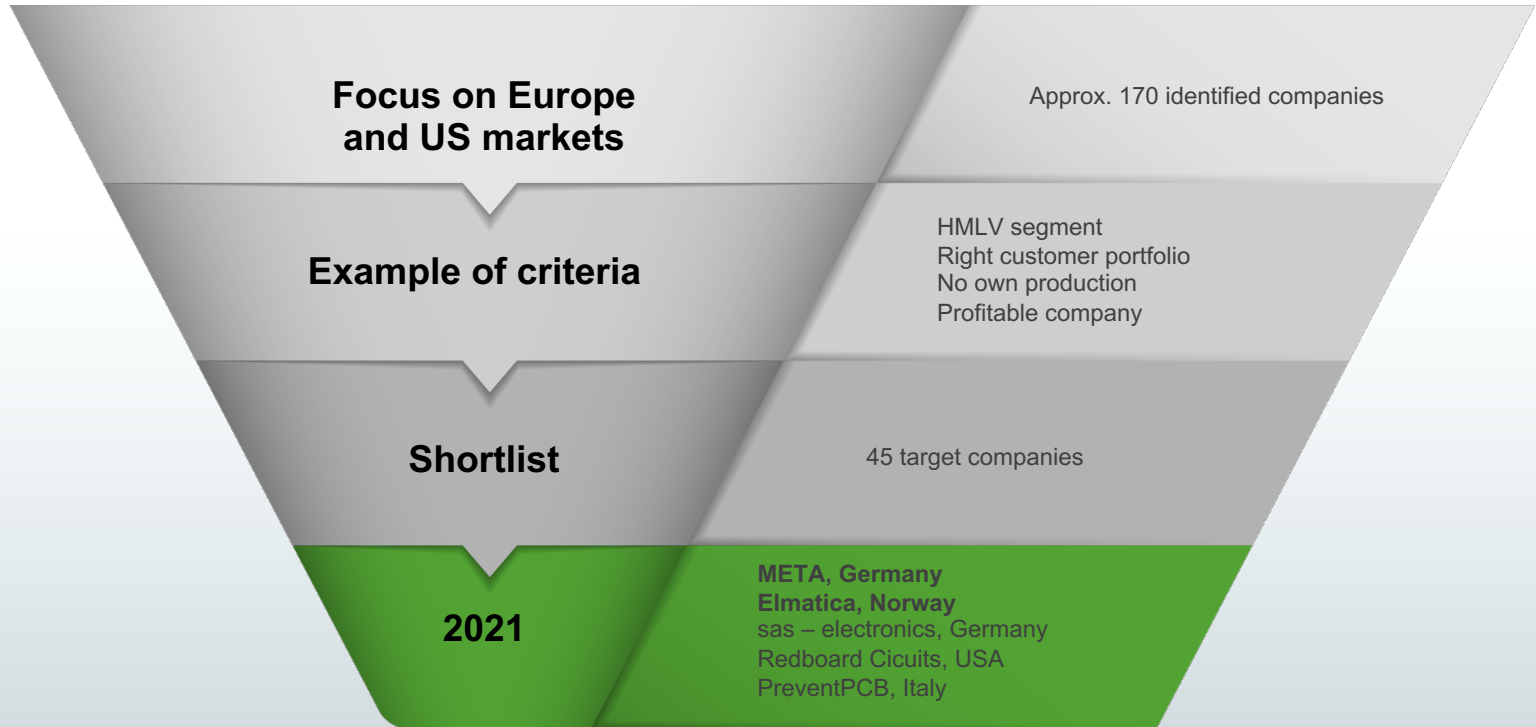 Focus on Europe
and US markets
Approx. 170 identified companies
Example of criteria
HMLV segment
Right customer portfolio
No own production
Profitable company
Shortlist
45 target companies
2021
META, Germany
Elmatica, Norway
sas – electronics, Germany
Redboard Cicuits, USA
PreventPCB, Italy